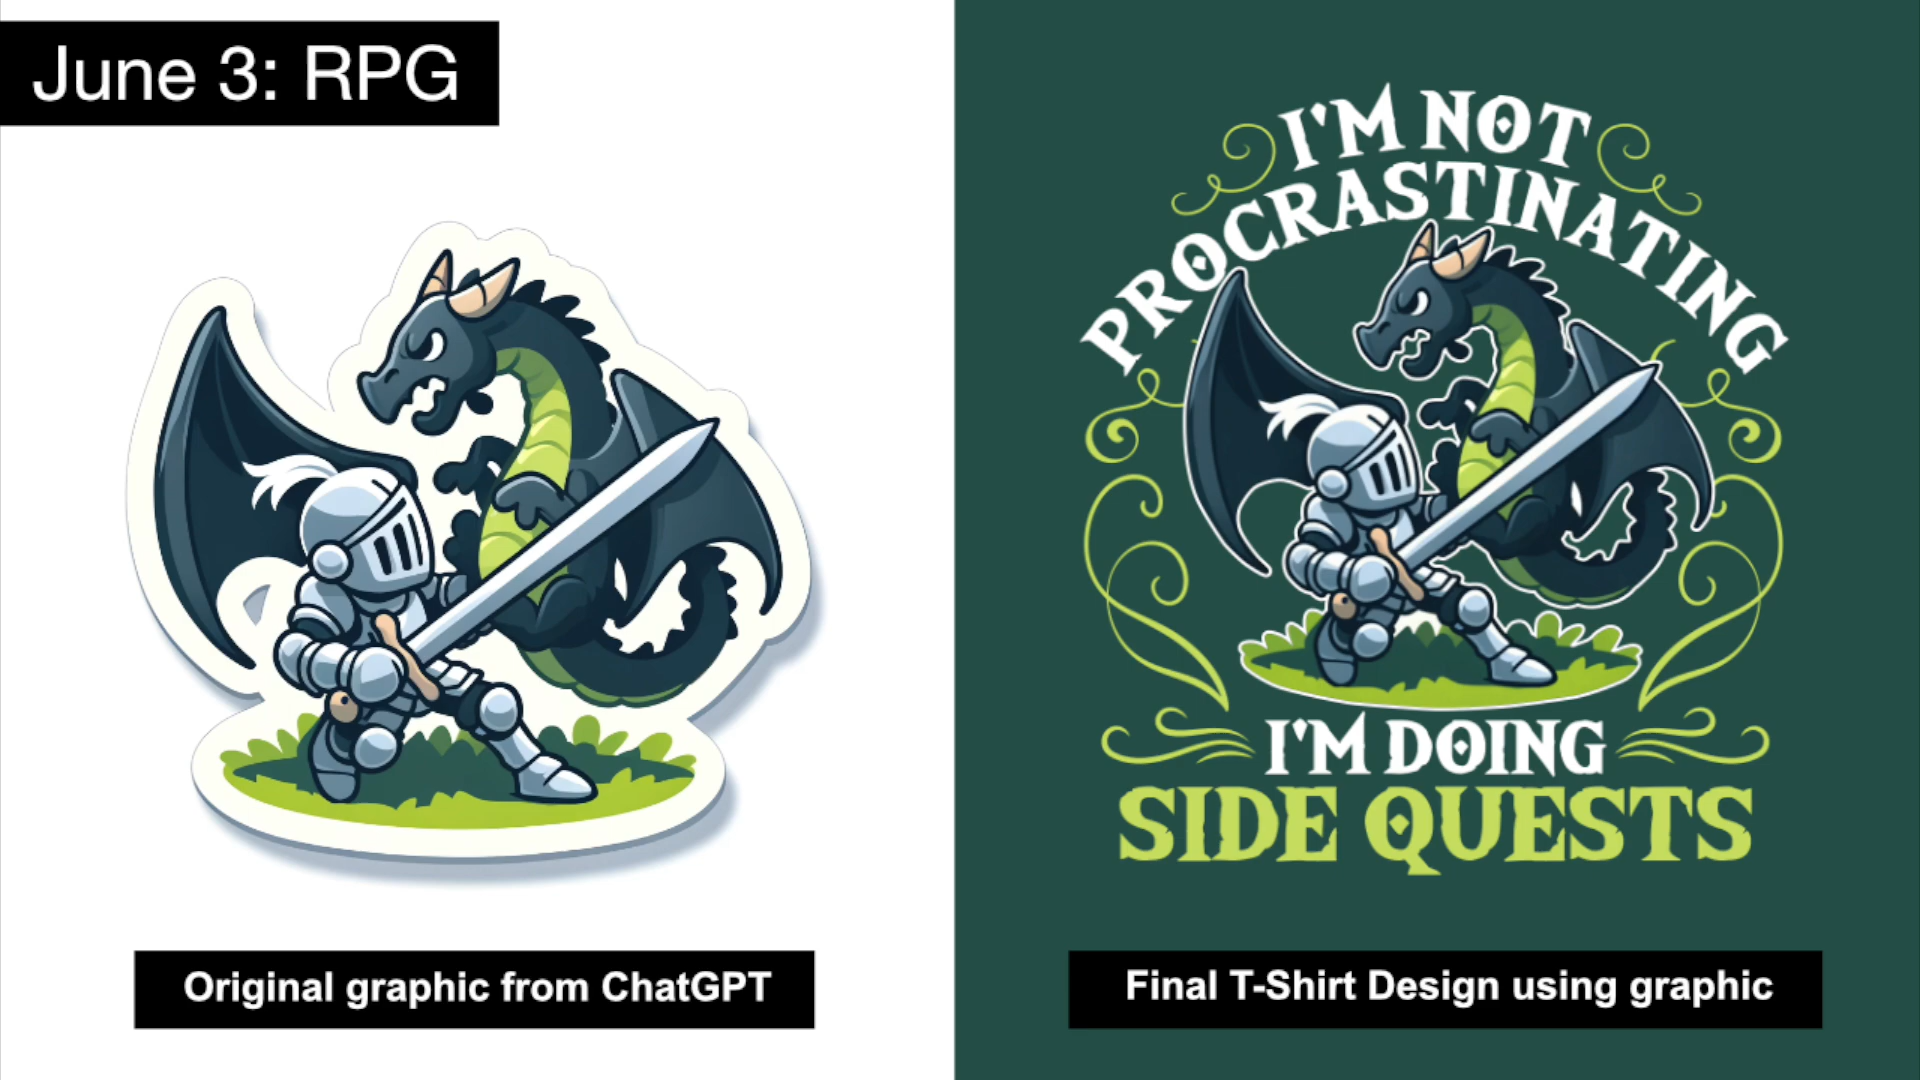 June 3: RPG
I'M NOT
PROCRASTINATING
I'M DOING
SIDE QUESTS
Original graphic from ChatGPT
Final T-Shirt Design using graphic